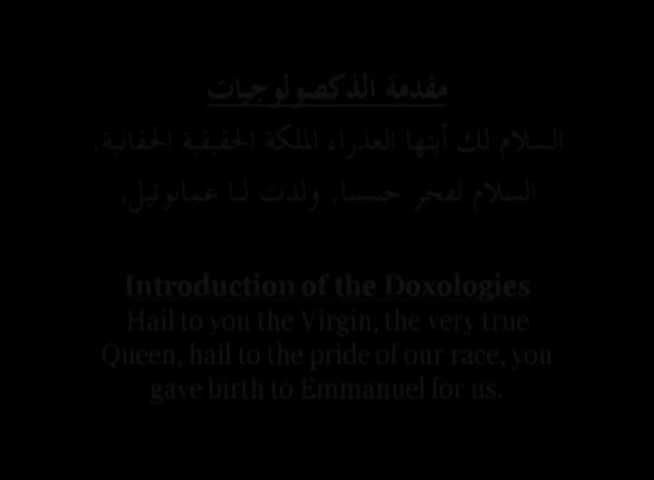 مقدمة الذكصولوجيات
السلام لك أيتها العذراء الملكة الحقيقية الحقانية.
السلام لفخر جنسنا. ولدت لنا عمانوئيل.
Introduction of the Doxologies
Hail to you the Virgin, the very true
Queen, hail to the pride of our race, you
gave birth to Emmanuel for us.